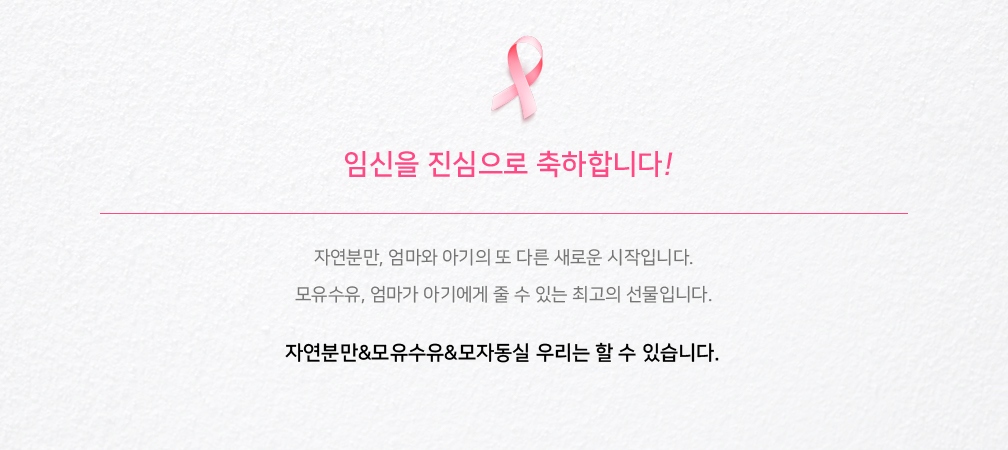 임신을 진심으로 축하합니다!
자연분만, 엄마와 아기의 또 다른 새로운 시작입니다.
모유수유, 엄마가 아기에게 줄 수 있는 최고의 선물입니다.
자연분만&모유수유&모자동실 우리는 할 수 있습니다.